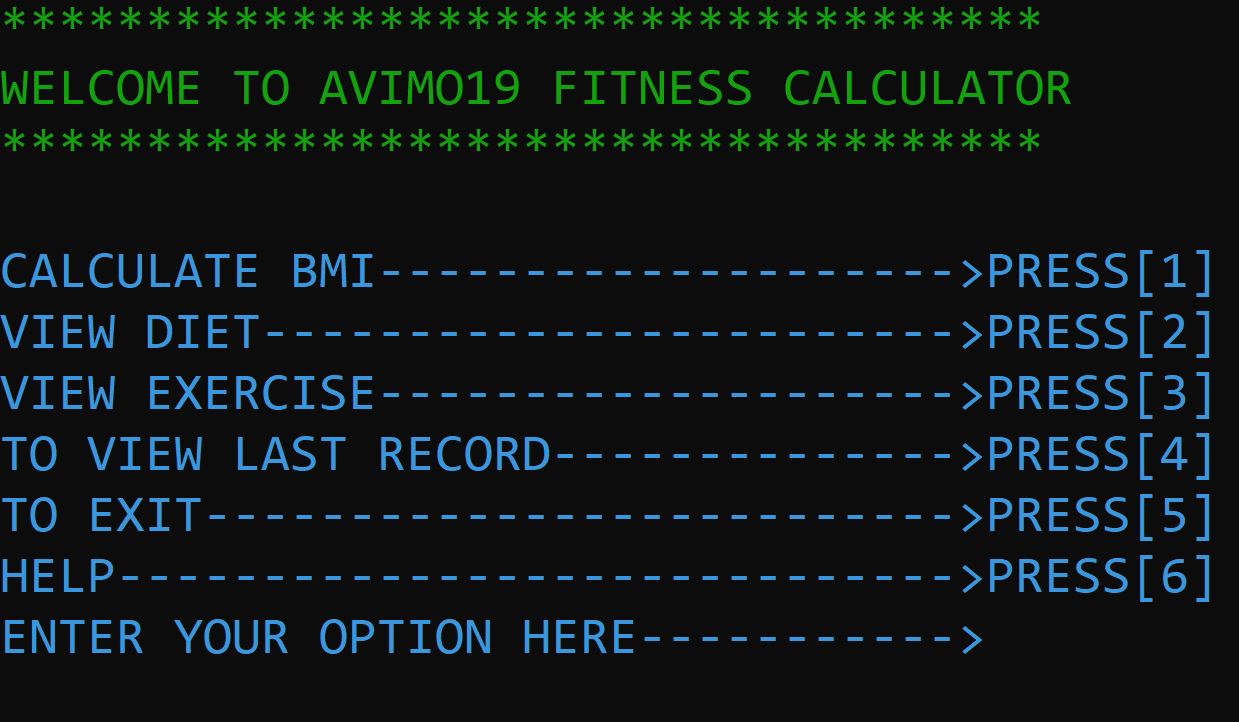 ************************************
WELCOME TO AVIMO19 FITNESS CALCULATOR
************************************
CALCULATE BMI-------------------->PRESS[1]
VIEW DIET------------------------>PRESS[2]
VIEW EXERCISE-------------------->PRESS[3]
TO VIEW LAST RECORD-------------->PRESS[4]
TO EXIT-------------------------->PRESS[5]
HELP----------------------------->PRESS[6]
ENTER YOUR OPTION HERE----------->